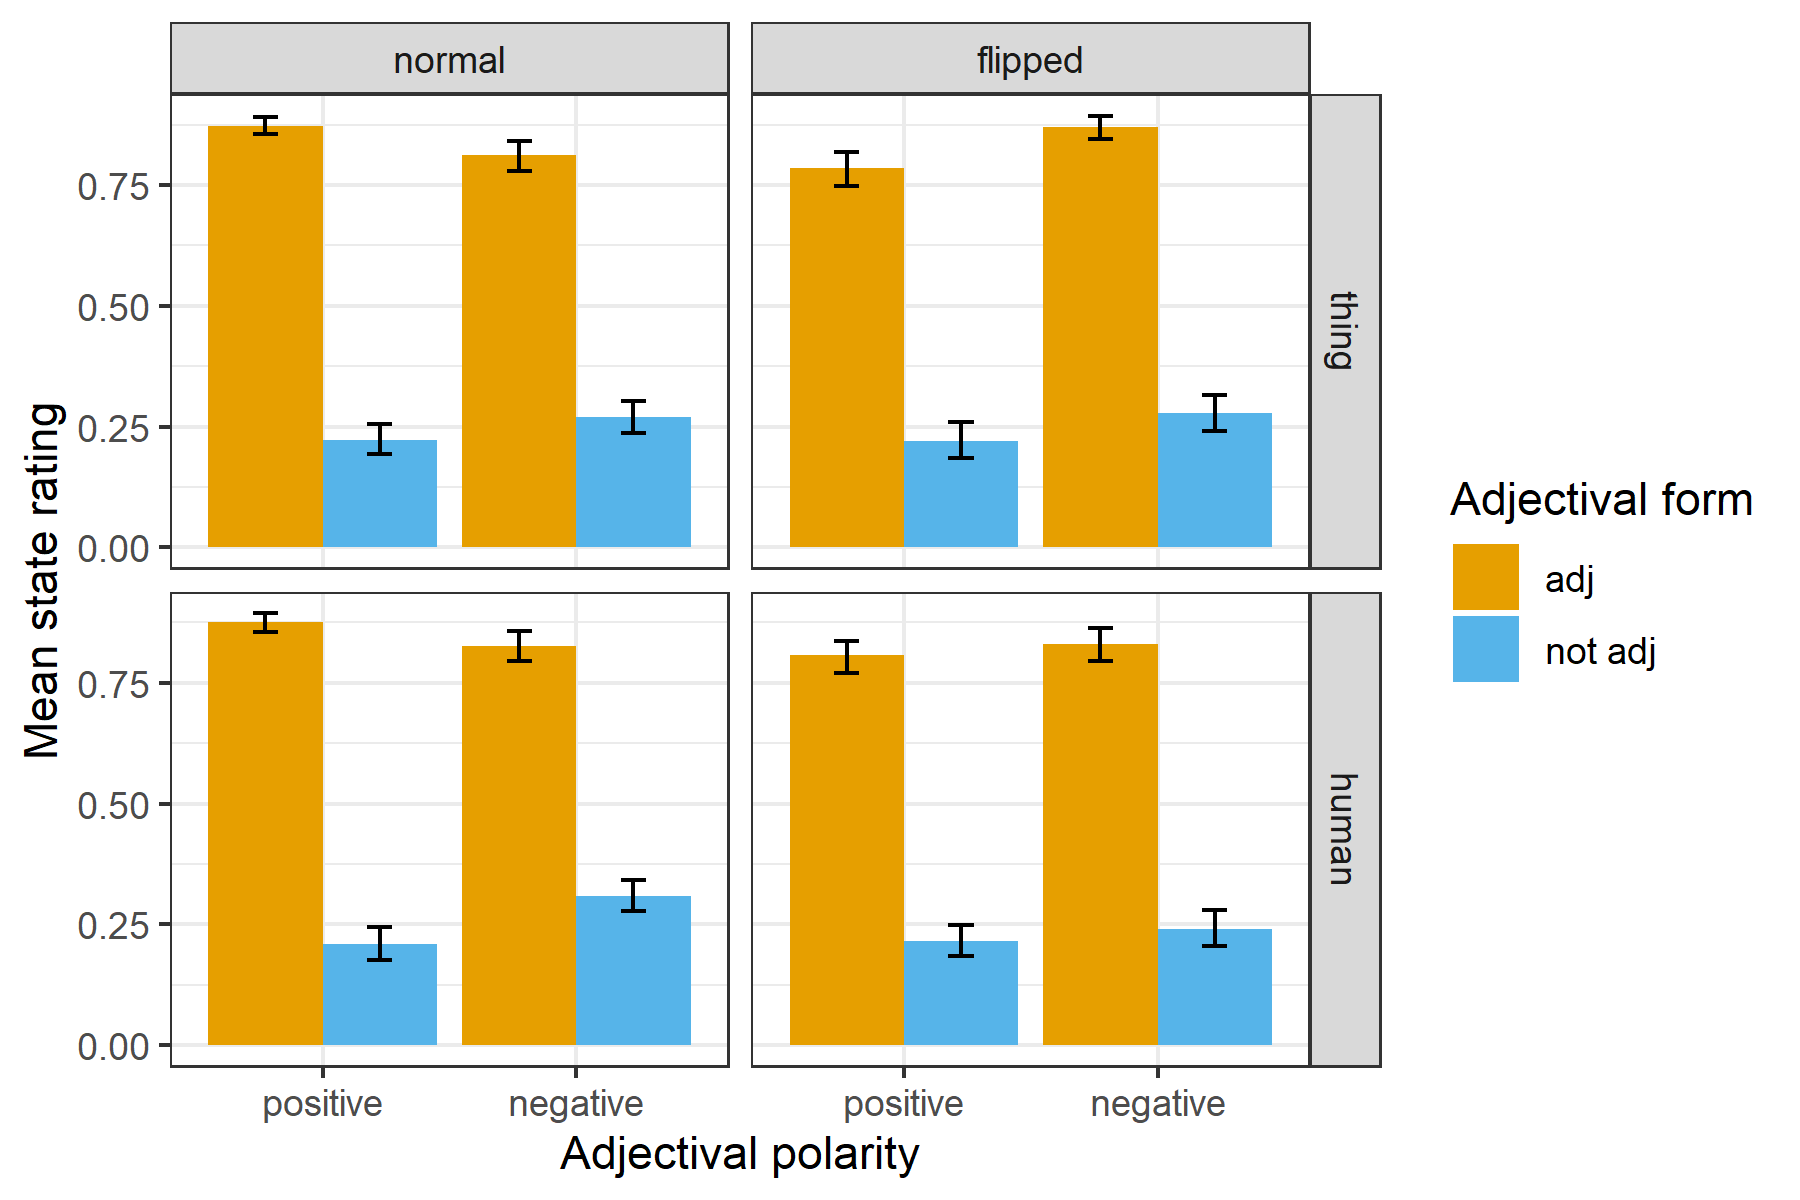 normal
flipped
thing
human
0.75
0.50
0.25
0.00
0.75
0.50
0.25
0.00
Mean state rating
positive
negative
positive
negative
Adjectival polarity
Adjectival form
adj
not adj